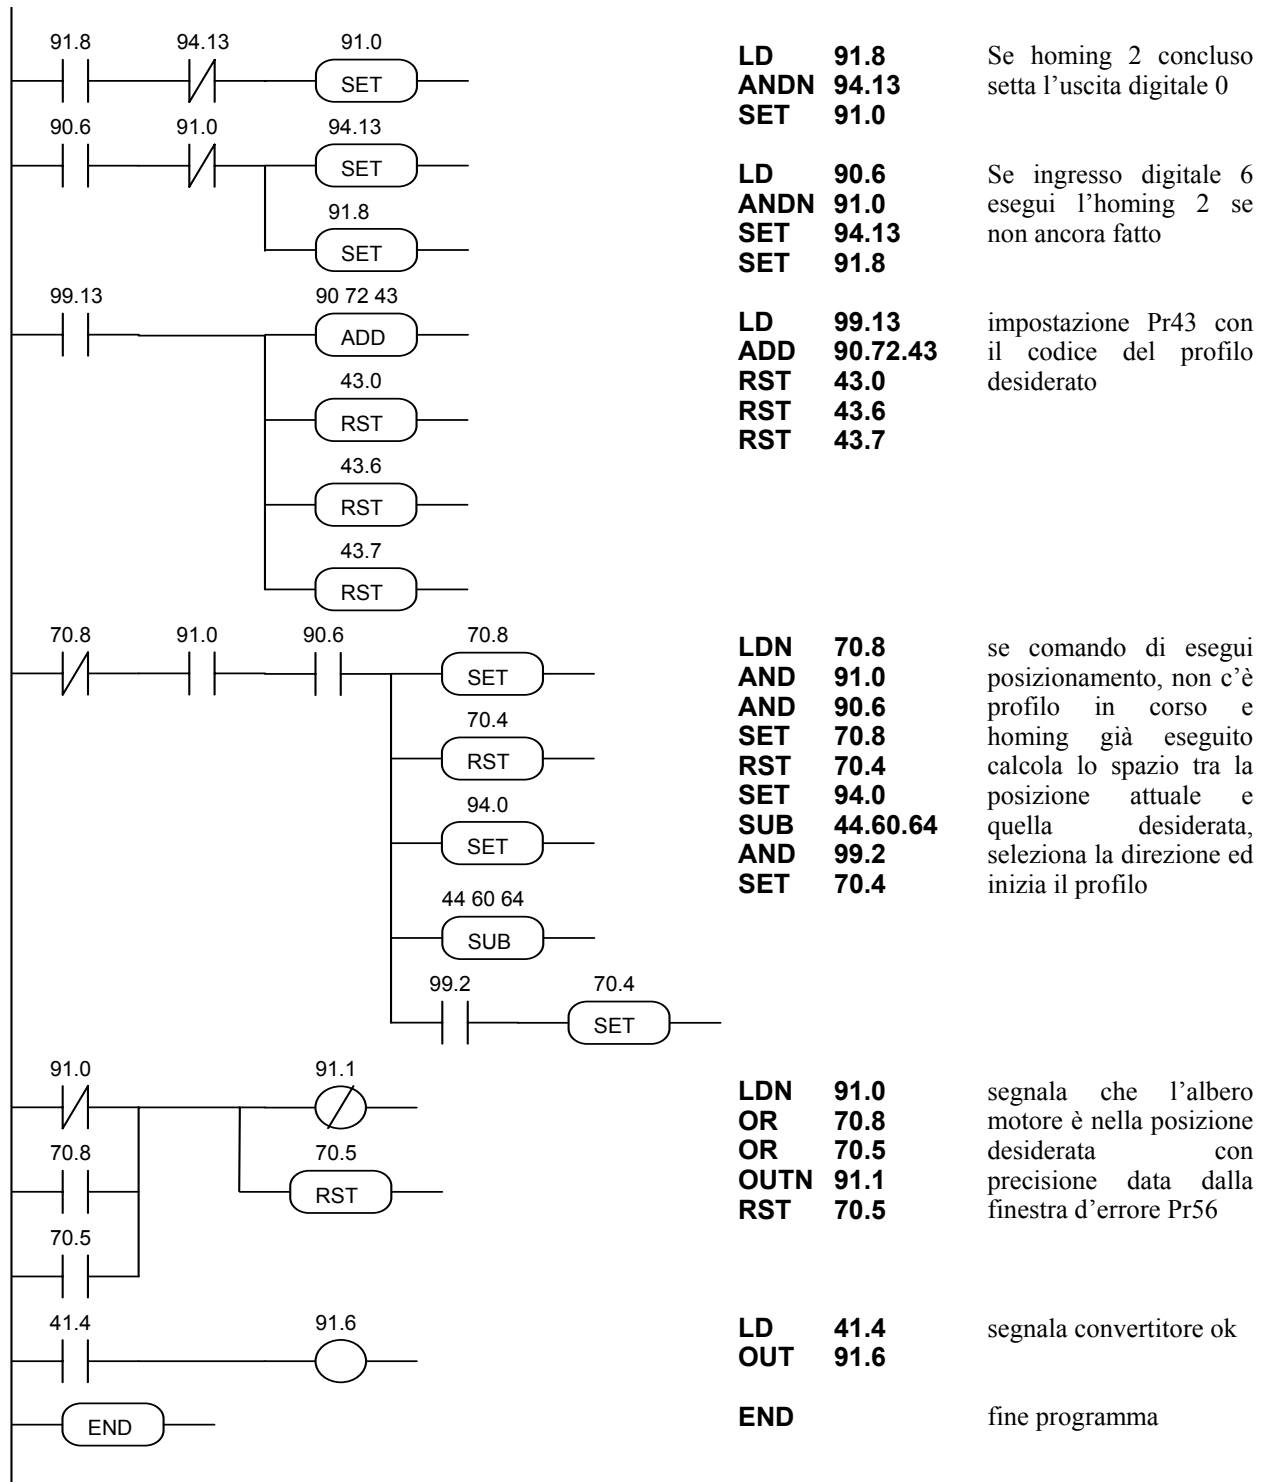 91.8 94.13 91.0
SET
LD 91.8 Se homing 2 concluso
ANDN 94.13 setta l’uscita digitale 0
SET 91.0
90.6 91.0 94.13
SET
91.8
SET
LD 90.6 Se ingresso digitale 6
ANDN 91.0 esegui l’homing 2 se
SET 94.13 non ancora fatto
SET 91.8
99.13 90 72 43
ADD
43.0
RST
43.6
RST
43.7
RST
LD 99.13 impostazione Pr43 con
ADD 90.72.43 il codice del profilo
RST 43.0 desiderato
RST 43.6
RST 43.7
70.8 91.0 90.6 70.8
SET
70.4
RST
94.0
SET
44 60 64
SUB
99.2 70.4
SET
LDN 70.8 se comando di esegui
AND 91.0 posizionamento, non c’è
AND 90.6 profilo in corso e
SET 70.8 homing già eseguito
RST 70.4 calcola lo spazio tra la
SET 94.0 posizione attuale e
SUB 44.60.64 quella desiderata,
AND 99.2 seleziona la direzione ed
SET 70.4 inizia il profilo
91.0 91.1
70.8 70.5
RST
70.5
LDN 91.0 segnala che l’albero
OR 70.8 motore è nella posizione
OR 70.5 desiderata con
OUTN 91.1 precisione data dalla
RST 70.5 finestra d’errore Pr56
41.4 91.6
LD 41.4 segnala convertitore ok
OUT 91.6
END
END fine programma